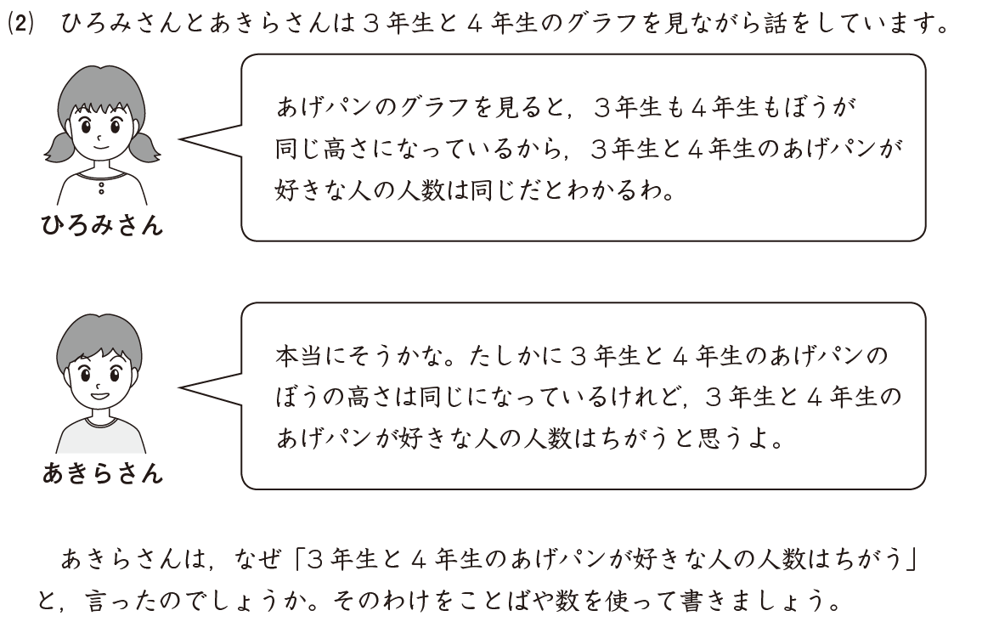 (2) ひろみさんとあきらさんは３年生と４年生のグラフを見ながら話をしています。
あげパンのグラフを見ると，３年生も４年生もぼうが
同じ高さになっているから，３年生と４年生のあげパンが
好きな人の人数は同じだとわかるわ。
ひろみさん
本当にそうかな。たしかに３年生と４年生のあげパンの
ぼうの高さは同じになっているけれど，３年生と４年生の
あげパンが好きな人の人数はちがうと思うよ。
あきらさん
あきらさんは，なぜ「３年生と４年生のあげパンが好きな人の人数はちがう」
と，言ったのでしょうか。そのわけをことばや数を使って書きましょう。